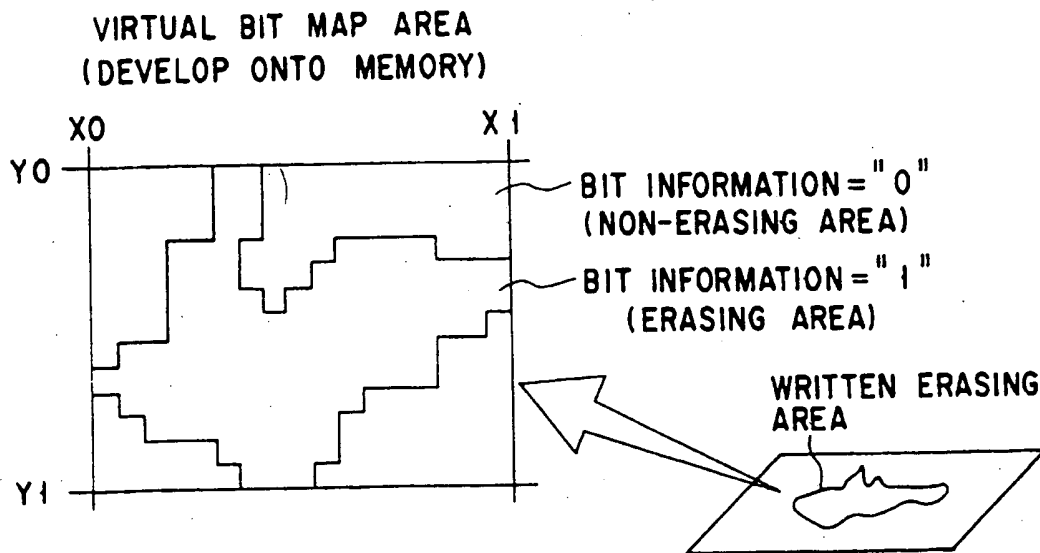 VIRTUAL BIT MAP AREA
(DEVELOP ONTO MEMORY)
X0
X1
Y0
BIT INFORMATION="0"
(NON-ERASING AREA)
BIT INFORMATION="1"
(ERASING AREA)
WRITTEN ERASING
AREA
Y1